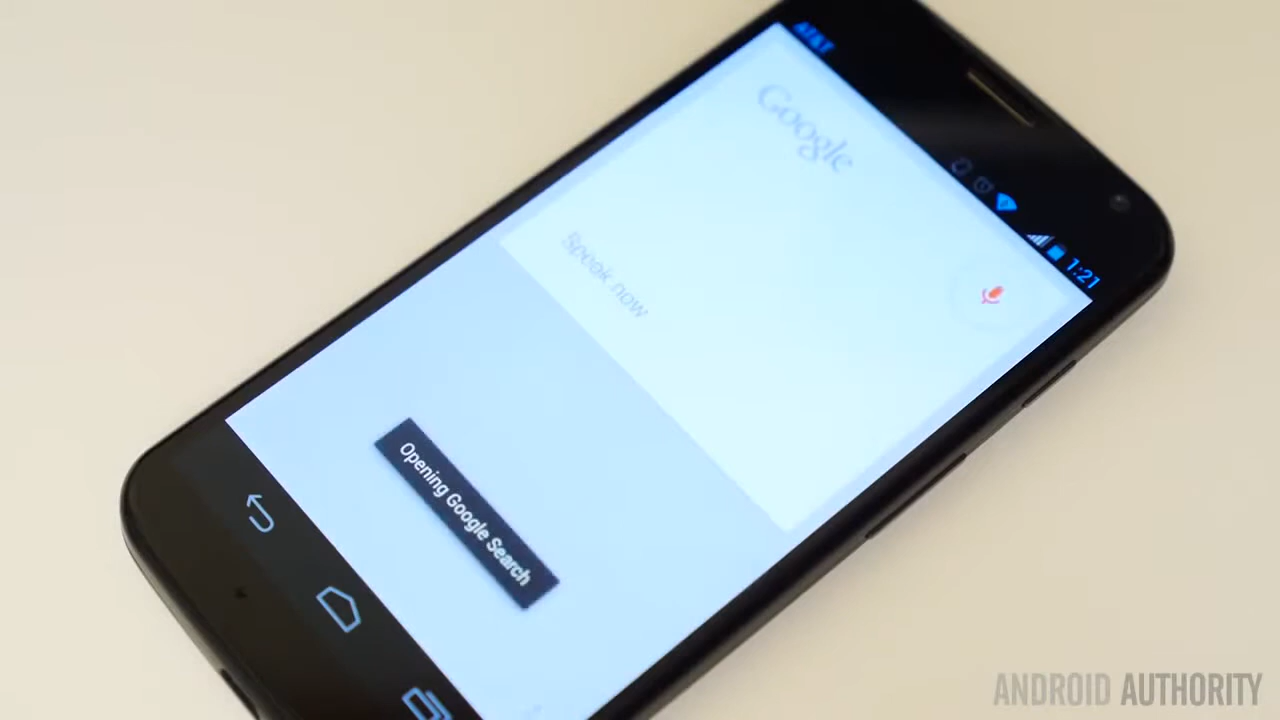 AT&T
1:21
Google
Speak now
Opening Google Search
ANDROID AUTHORITY